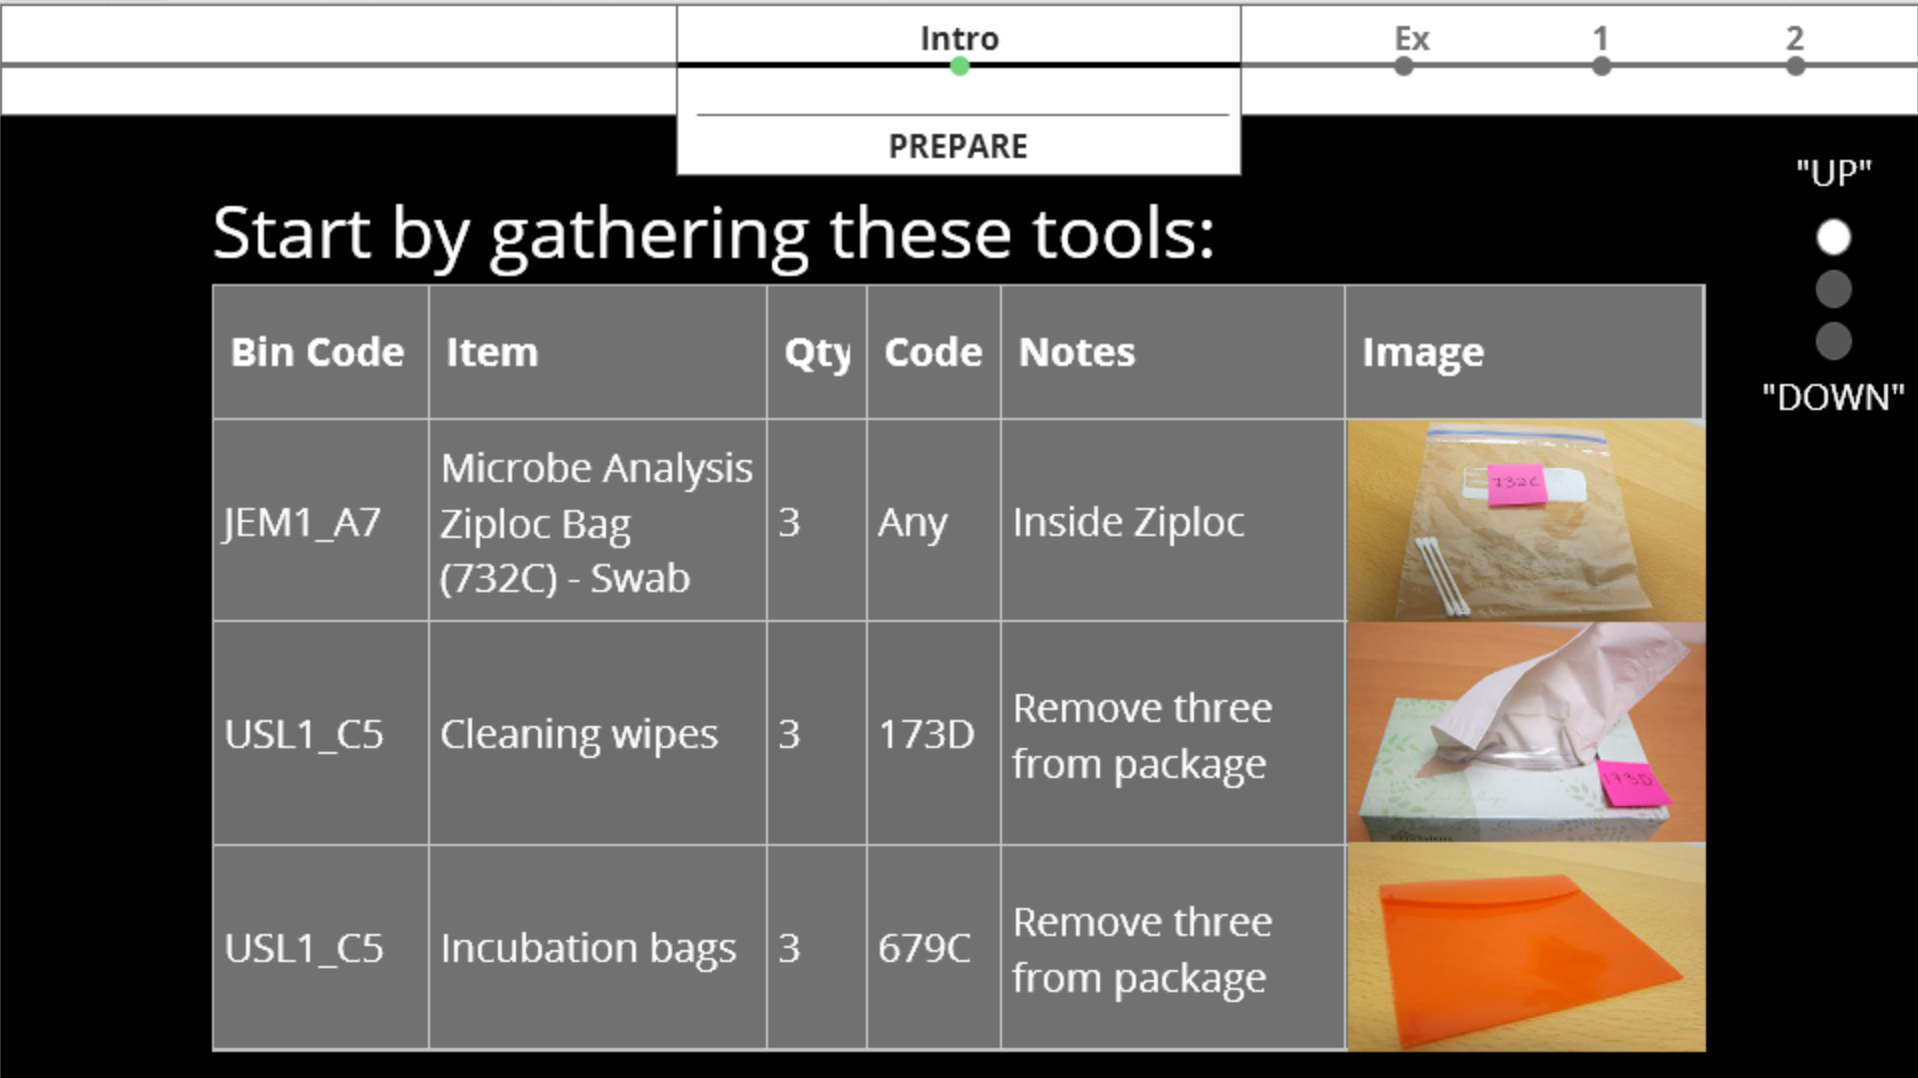 Intro
Ex
1
2
PREPARE
"UP"
"DOWN"
Start by gathering these tools:
Bin Code Item Qty Code Notes Image
JEM1_A7
Microbe Analysis
Ziploc Bag
(732C) - Swab
3
Any
Inside Ziploc
732C
USL1_C5
Cleaning wipes
3
173D
Remove three
from package
173D
USL1_C5
Incubation bags
3
679C
Remove three
from package